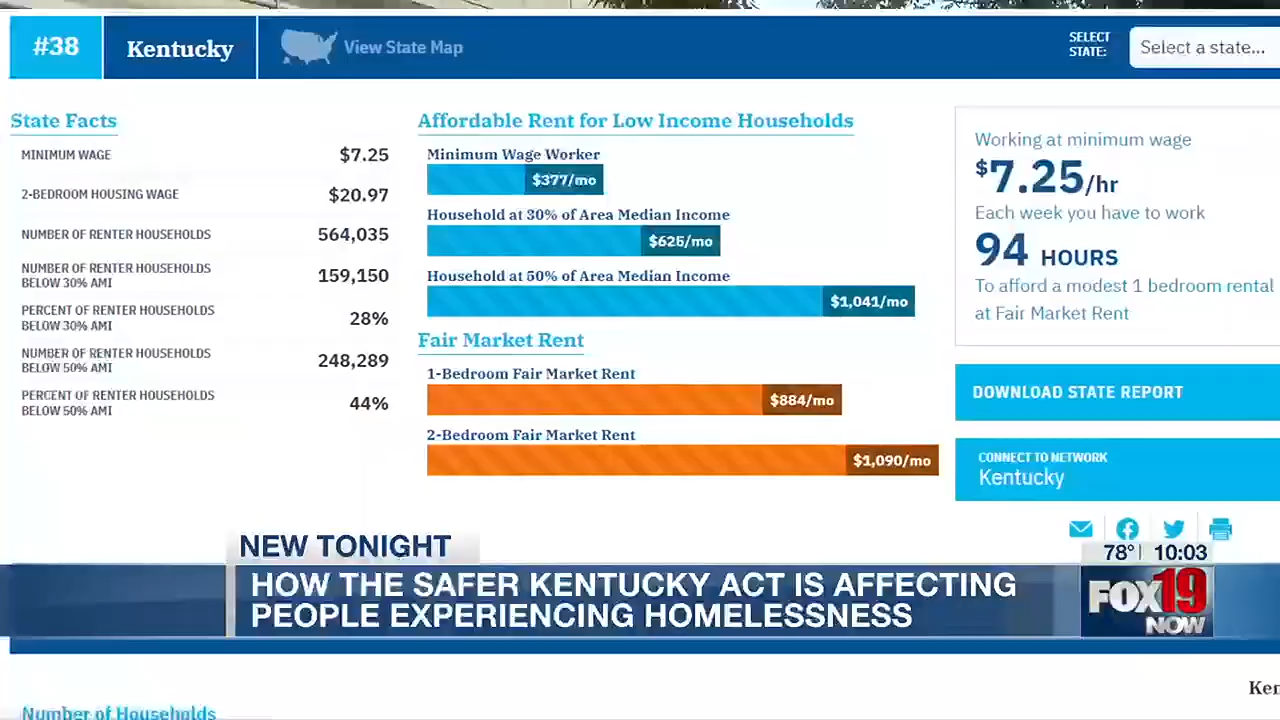 #38
Kentucky
View State Map
SELECT
STATE:
Select a state...
State Facts
MINIMUM WAGE
$7.25
2-BEDROOM HOUSING WAGE
$20.97
NUMBER OF RENTER HOUSEHOLDS
564,035
NUMBER OF RENTER HOUSEHOLDS
BELOW 30% AMI
159,150
PERCENT OF RENTER HOUSEHOLDS
BELOW 30% AMI
28%
NUMBER OF RENTER HOUSEHOLDS
BELOW 50% AMI
248,289
PERCENT OF RENTER HOUSEHOLDS
BELOW 50% AMI
44%
Affordable Rent for Low Income Households
Minimum Wage Worker
$377/mo
Household at 30% of Area Median Income
$625/mo
Household at 50% of Area Median Income
$1,041/mo
Fair Market Rent
1-Bedroom Fair Market Rent
$884/mo
2-Bedroom Fair Market Rent
$1,090/mo
Working at minimum wage
$7.25/hr
Each week you have to work
94 HOURS
To afford a modest 1 bedroom rental
at Fair Market Rent
DOWNLOAD STATE REPORT
CONNECT TO NETWORK
Kentucky
NEW TONIGHT
HOW THE SAFER KENTUCKY ACT IS AFFECTING
PEOPLE EXPERIENCING HOMELESSNESS
78° 10:03
FOX19
NOW
Ken
Number of Households